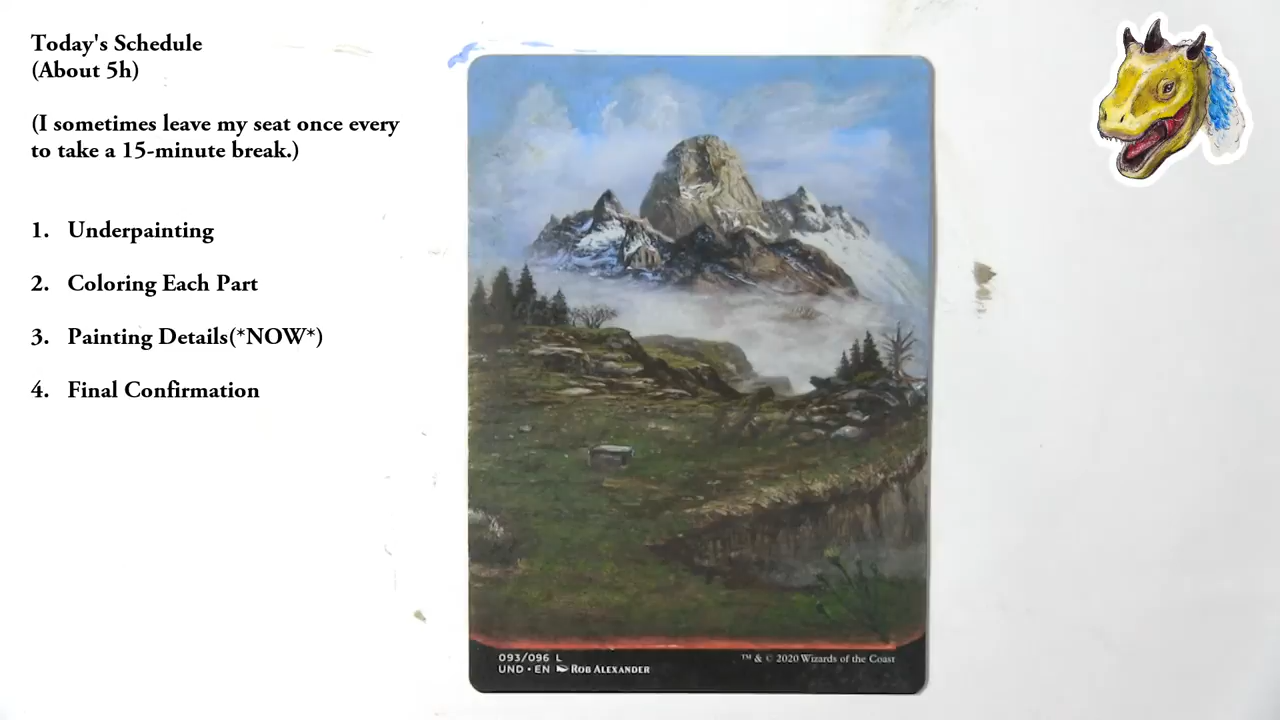 Today's Schedule
(About 5h)
(I sometimes leave my seat once every
to take a 15-minute break.)
1. Underpainting
2. Coloring Each Part
3. Painting Details(*NOW*)
4. Final Confirmation
093/096 L
UND • EN ROB ALEXANDER
™ & © 2020 Wizards of the Coast